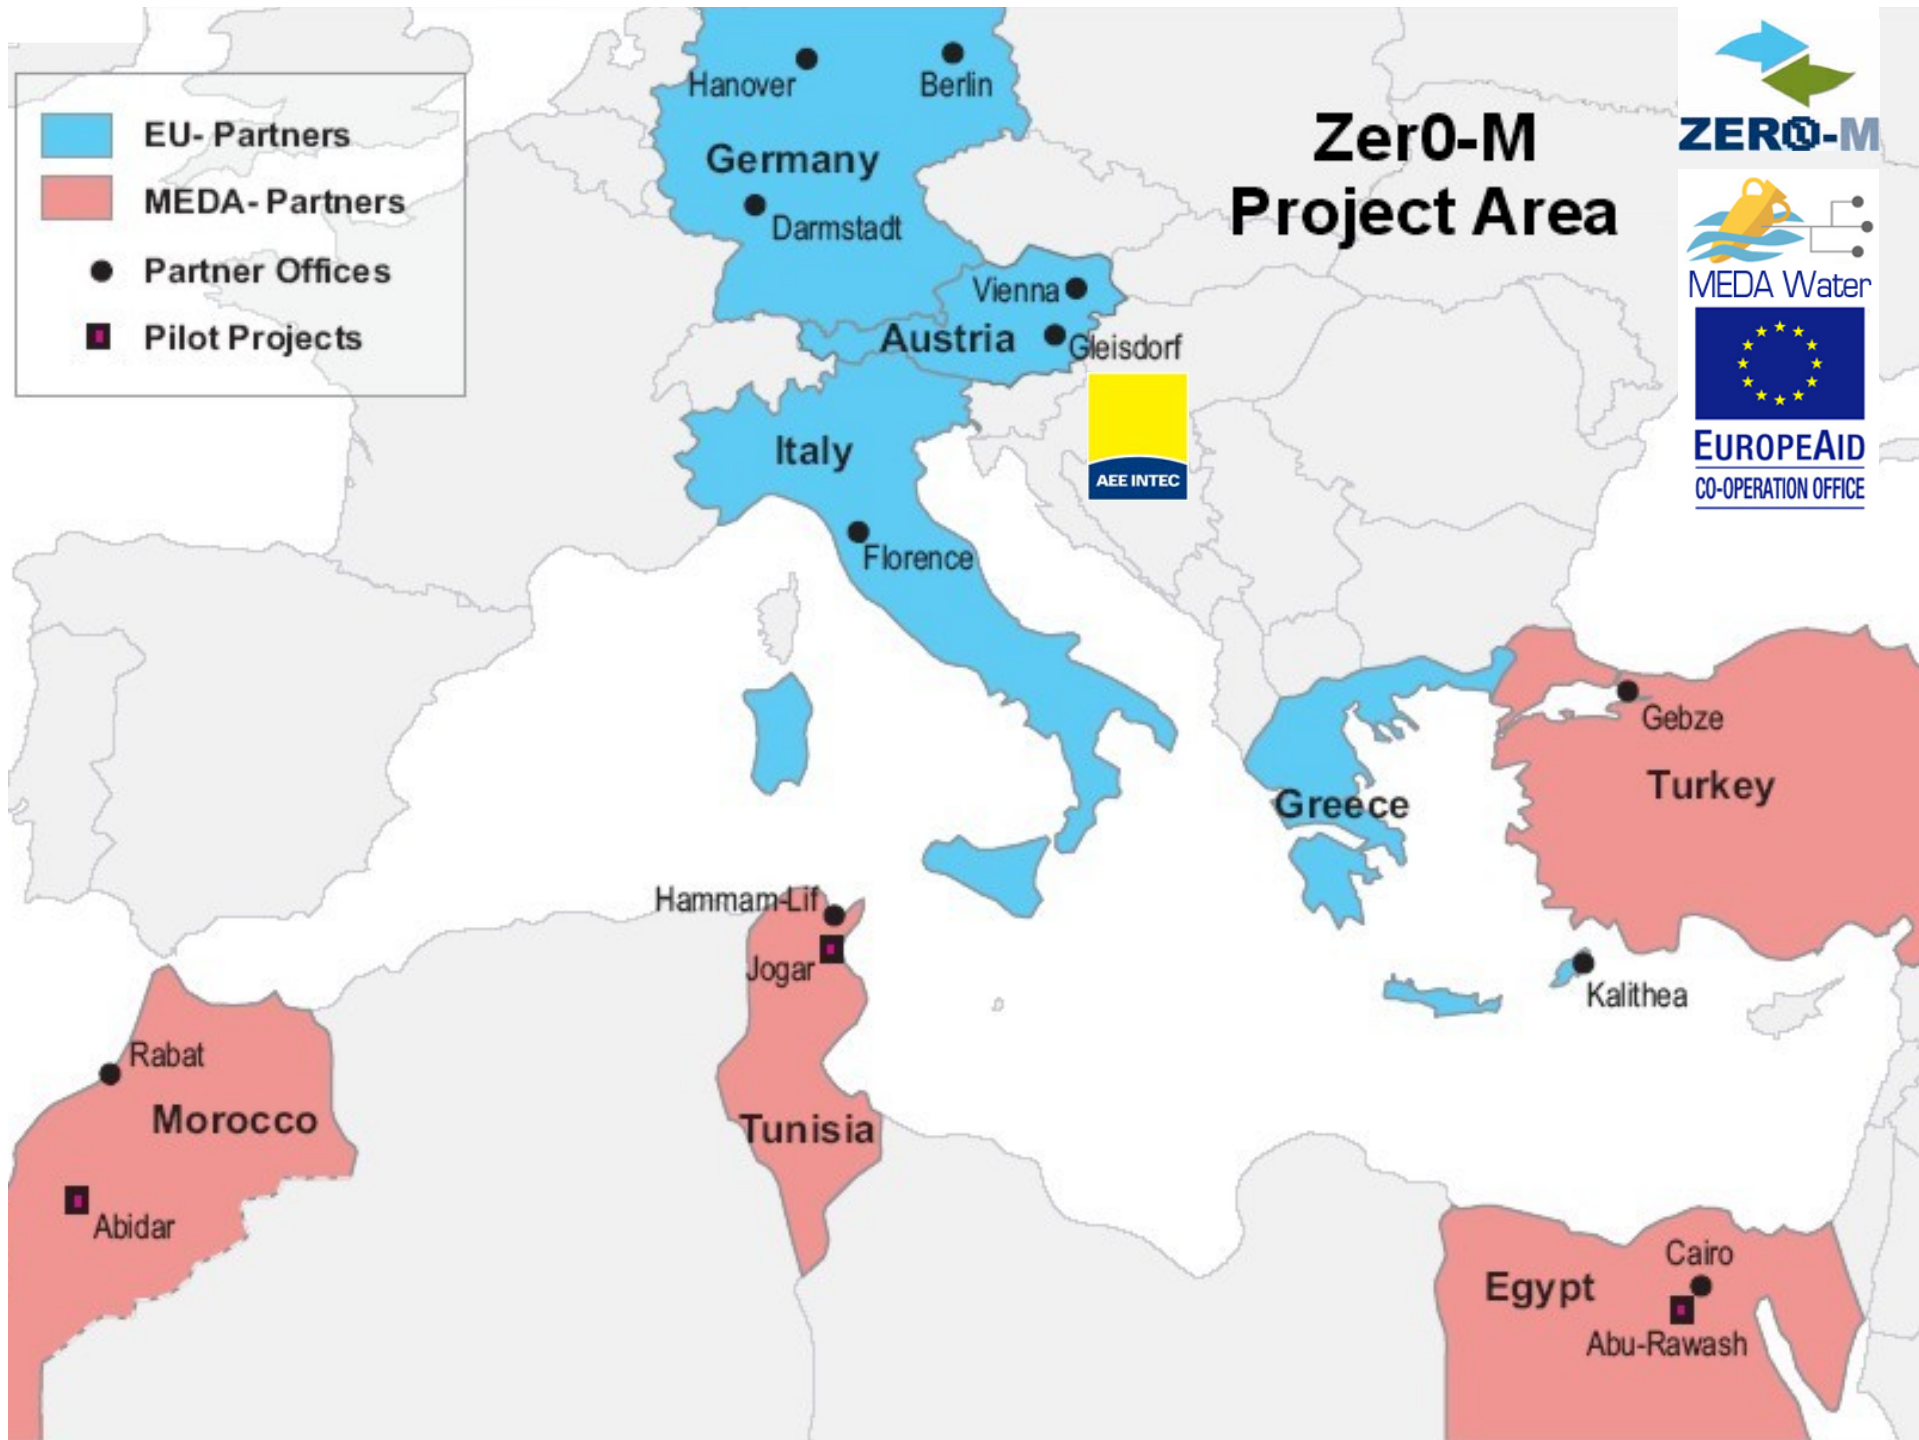 EU- Partners
MEDA- Partners
Partner Offices
Pilot Projects
Zer0-M
Project Area
ZER0-M
MEDA Water
EUROPEAID
CO-OPERATION OFFICE
Hanover
Berlin
Germany
Darmstadt
Vienna
Austria
Gleisdorf
AEE INTEC
Italy
Florence
Gebze
Turkey
Greece
Hammam-Lif
Jogar
Kalithea
Rabat
Morocco
Tunisia
Abidar
Cairo
Egypt
Abu-Rawash